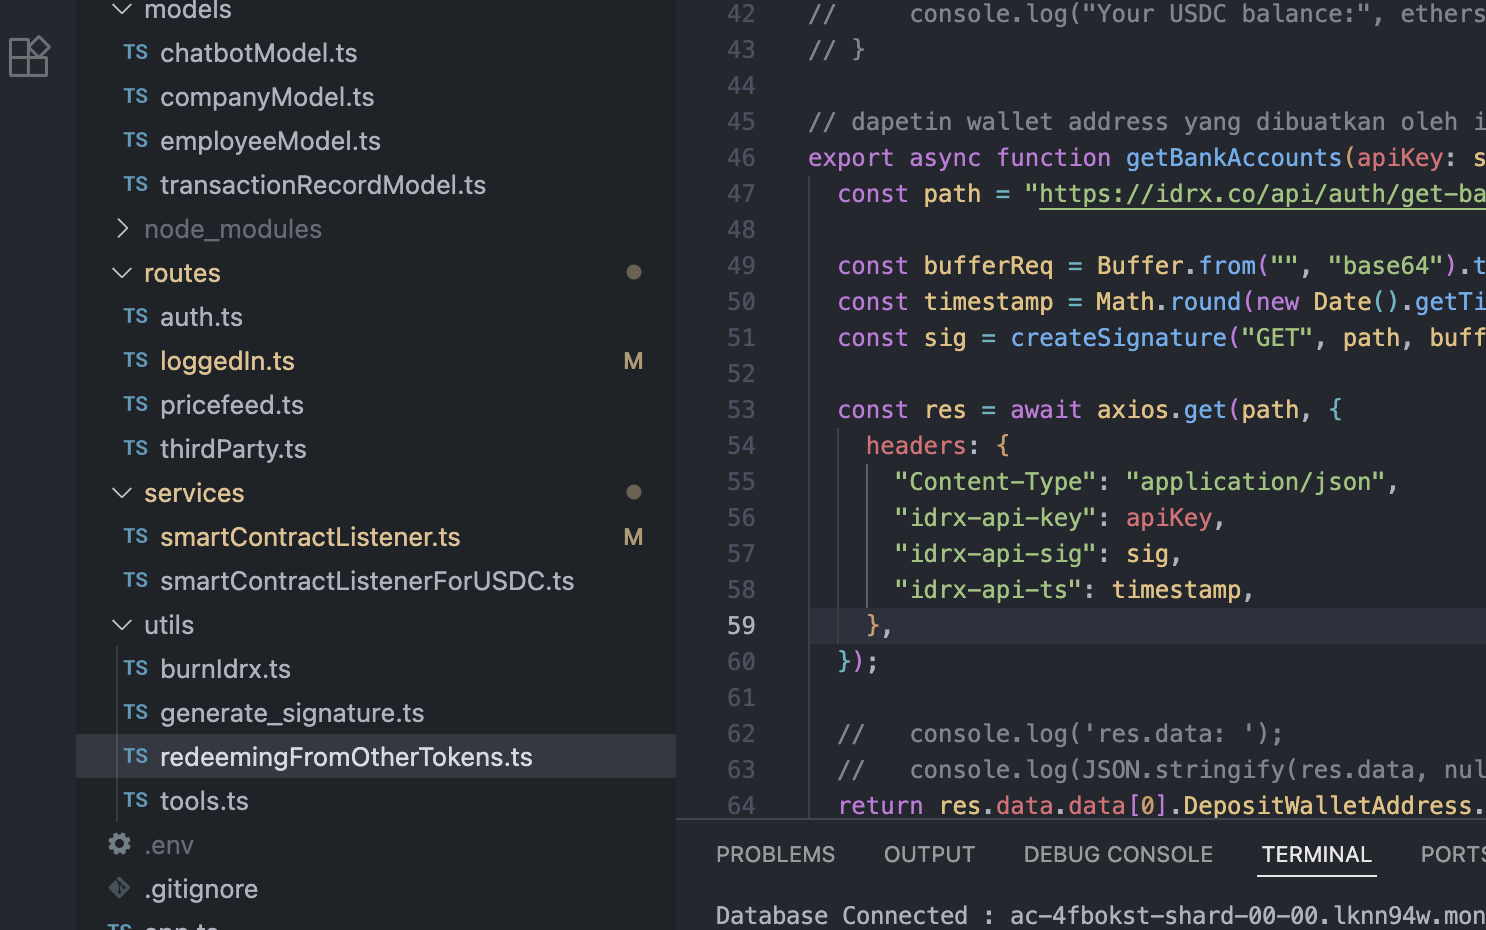 models
TS chatbotModel.ts
TS companyModel.ts
TS employeeModel.ts
TS transactionRecordModel.ts
node_modules
routes
TS auth.ts
TS loggedIn.ts M
TS pricefeed.ts
TS thirdParty.ts
services
TS smartContractListener.ts M
TS smartContractListenerForUSDC.ts
utils
TS burnIdrx.ts
TS generate_signature.ts
TS redeemingFromOtherTokens.ts
TS tools.ts
.env
.gitignore
42 //     console.log("Your USDC balance:", ethers
43 // }
44
45 // dapetin wallet address yang dibuatkan oleh i
46 export async function getBankAccounts(apiKey: s
47   const path = "https://idrx.co/api/auth/get-ba
48
49   const bufferReq = Buffer.from("", "base64").t
50   const timestamp = Math.round(new Date().getTi
51   const sig = createSignature("GET", path, buff
52
53   const res = await axios.get(path, {
54     headers: {
55       "Content-Type": "application/json",
56       "idrx-api-key": apiKey,
57       "idrx-api-sig": sig,
58       "idrx-api-ts": timestamp,
59     },
60   });
61
62   //   console.log('res.data: ');
63   //   console.log(JSON.stringify(res.data, nul
64   return res.data.data[0].DepositWalletAddress.
PROBLEMS OUTPUT DEBUG CONSOLE TERMINAL PORTS
Database Connected : ac-4fbokst-shard-00-00.lknn94w.mon